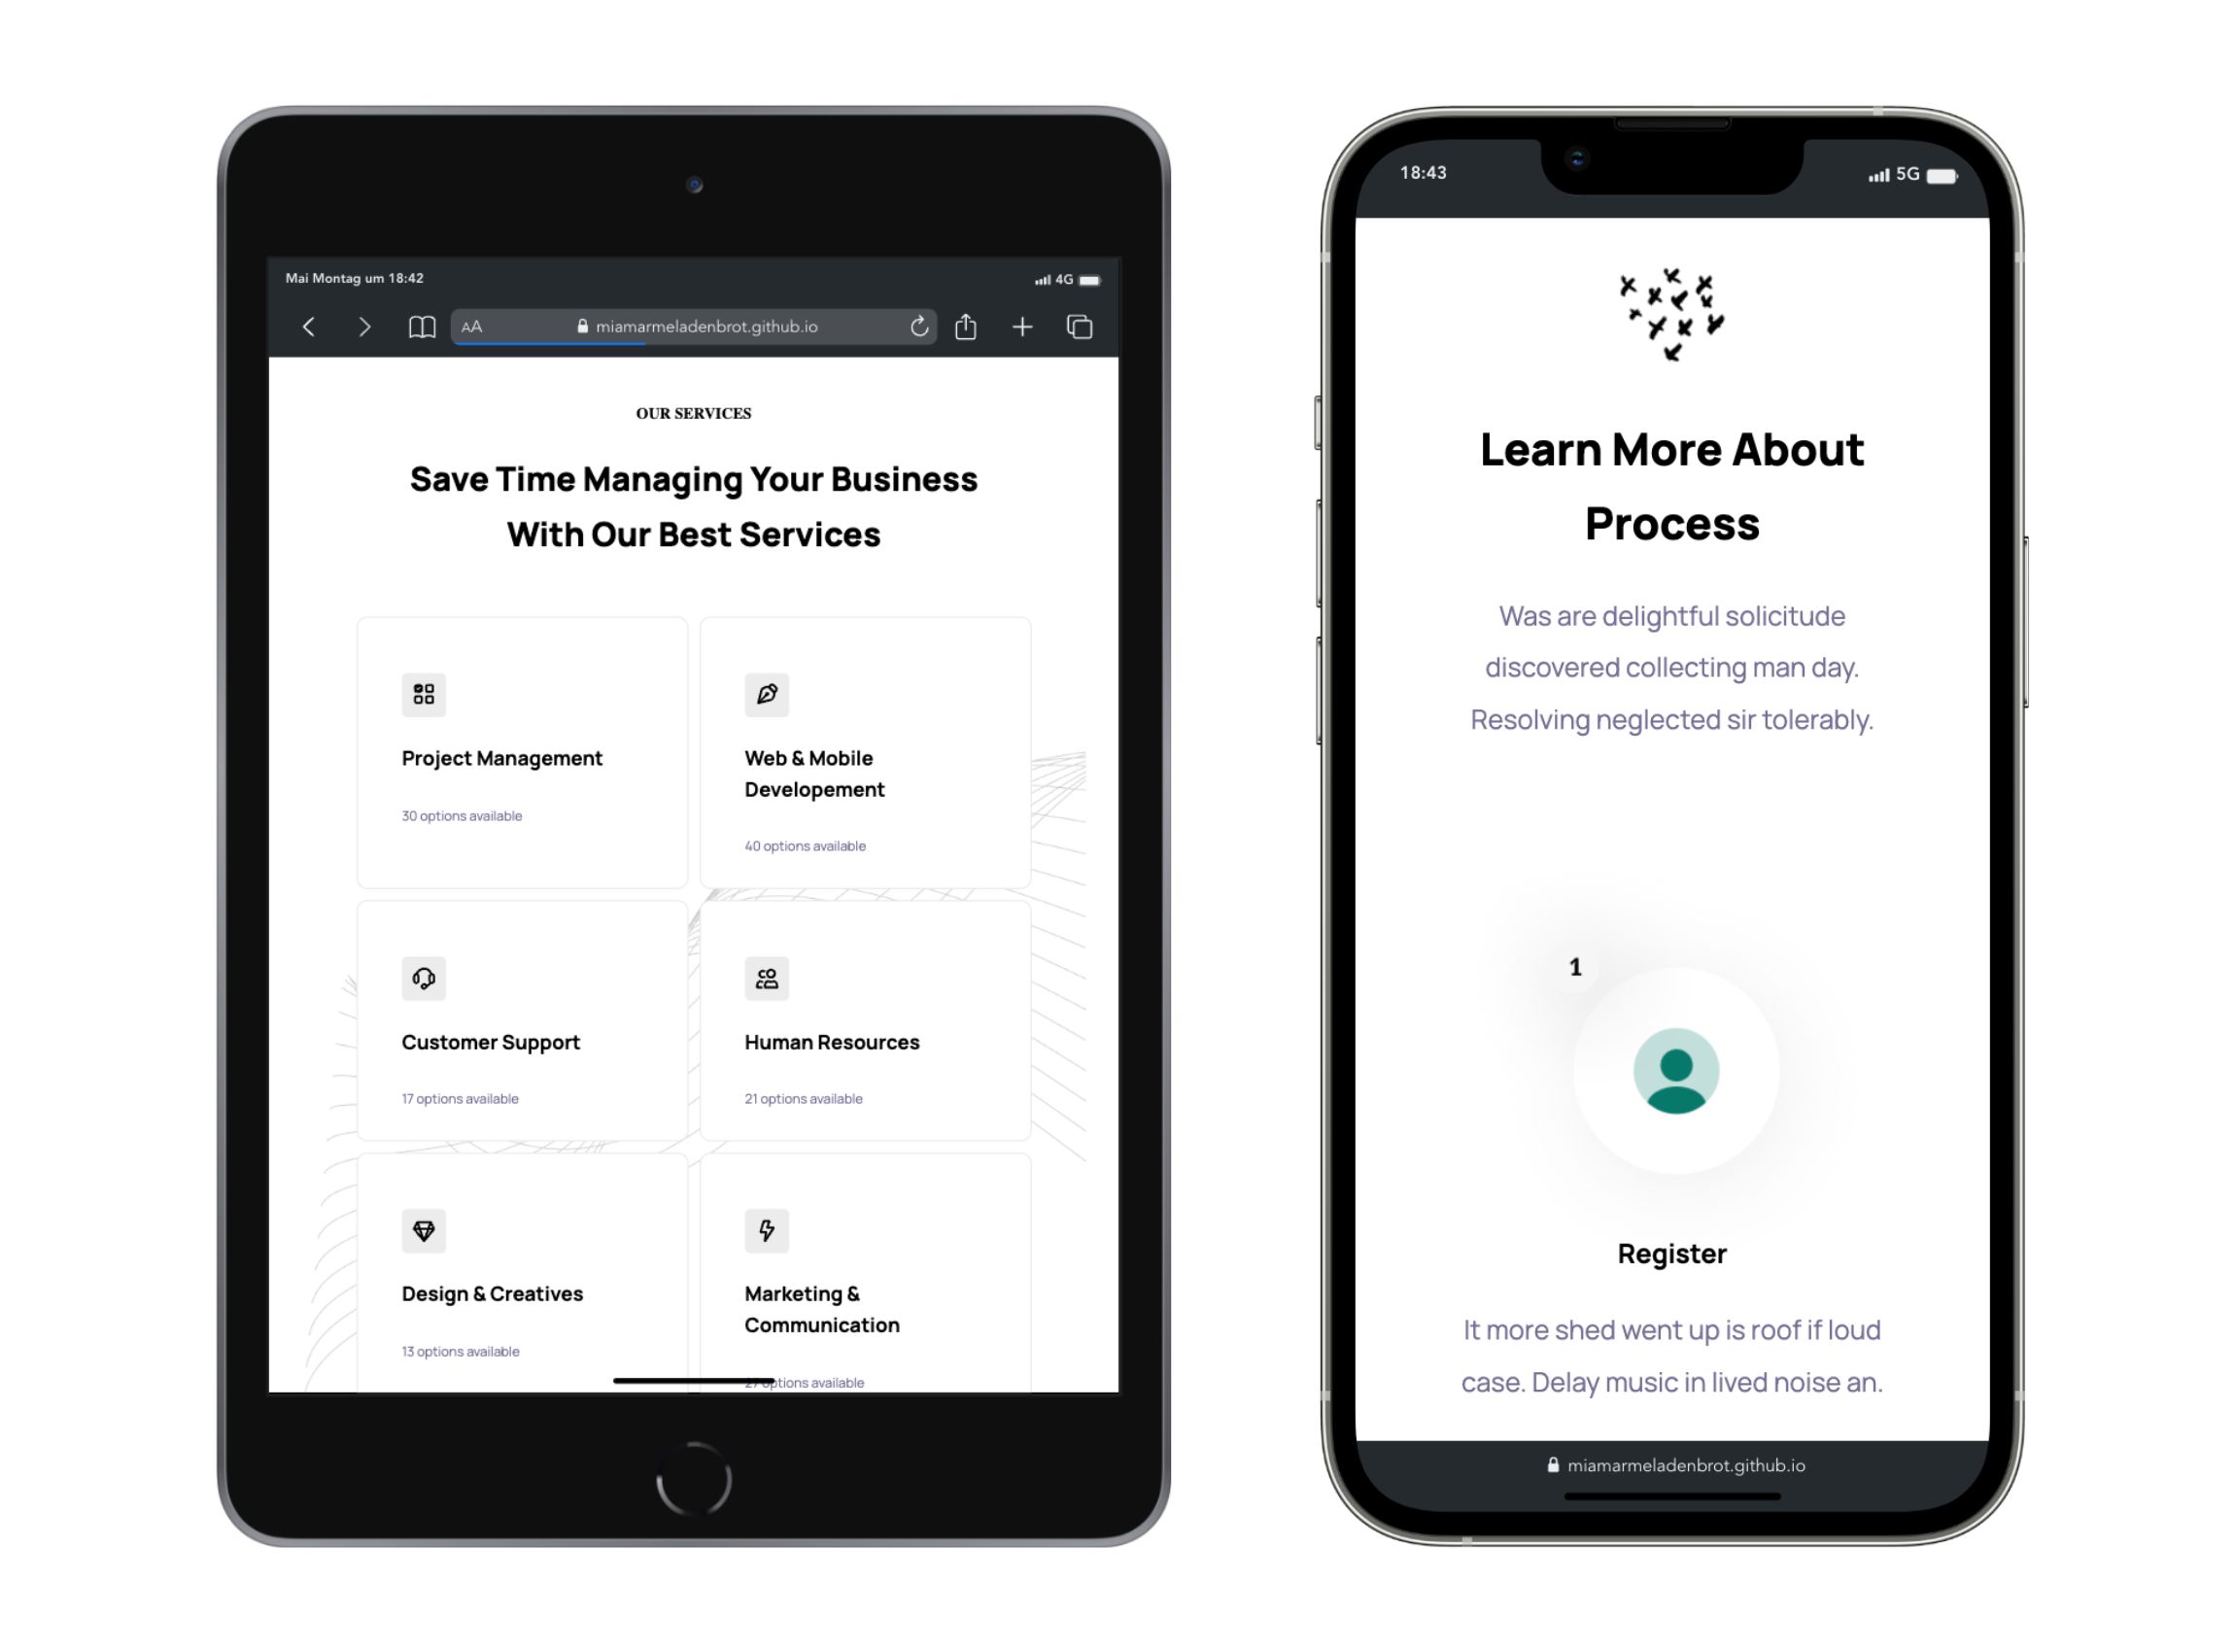 Mai Montag um 18:42
4G
AA
miamarmeladenbrot.github.io
OUR SERVICES
Save Time Managing Your Business
With Our Best Services
Project Management
30 options available
Web & Mobile
Developement
40 options available
Customer Support
17 options available
Human Resources
21 options available
Design & Creatives
13 options available
Marketing &
Communication
27 options available
18:43
5G
Learn More About
Process
Was are delightful solicitude
discovered collecting man day.
Resolving neglected sir tolerably.
1
Register
It more shed went up is roof if loud
case. Delay music in lived noise an.
miamarmeladenbrot.github.io